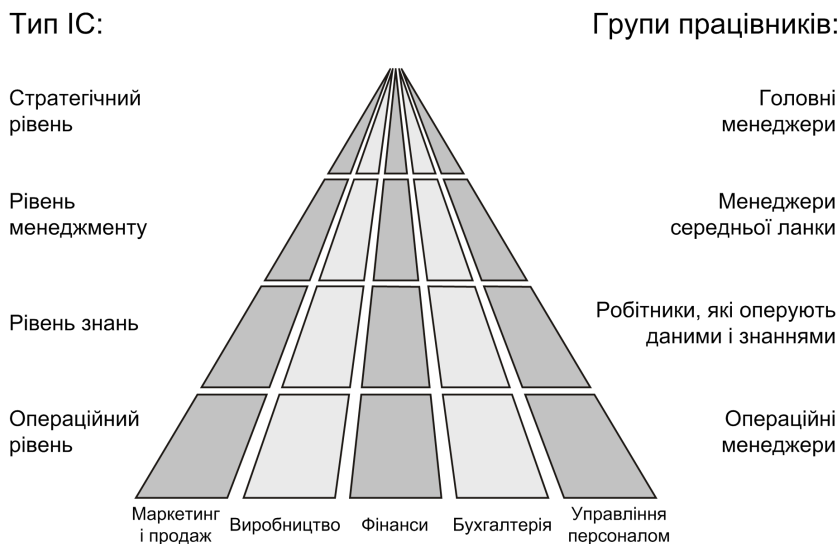 Тип ІС:
Групи працівників:
Стратегічний
рівень
Головні
менеджери
Рівень
менеджменту
Менеджери
середньої ланки
Рівень знань
Робітники, які оперують
даними і знаннями
Операційний
рівень
Операційні
менеджери
Маркетинг
і продаж
Виробництво
Фінанси
Бухгалтерія
Управління
персоналом